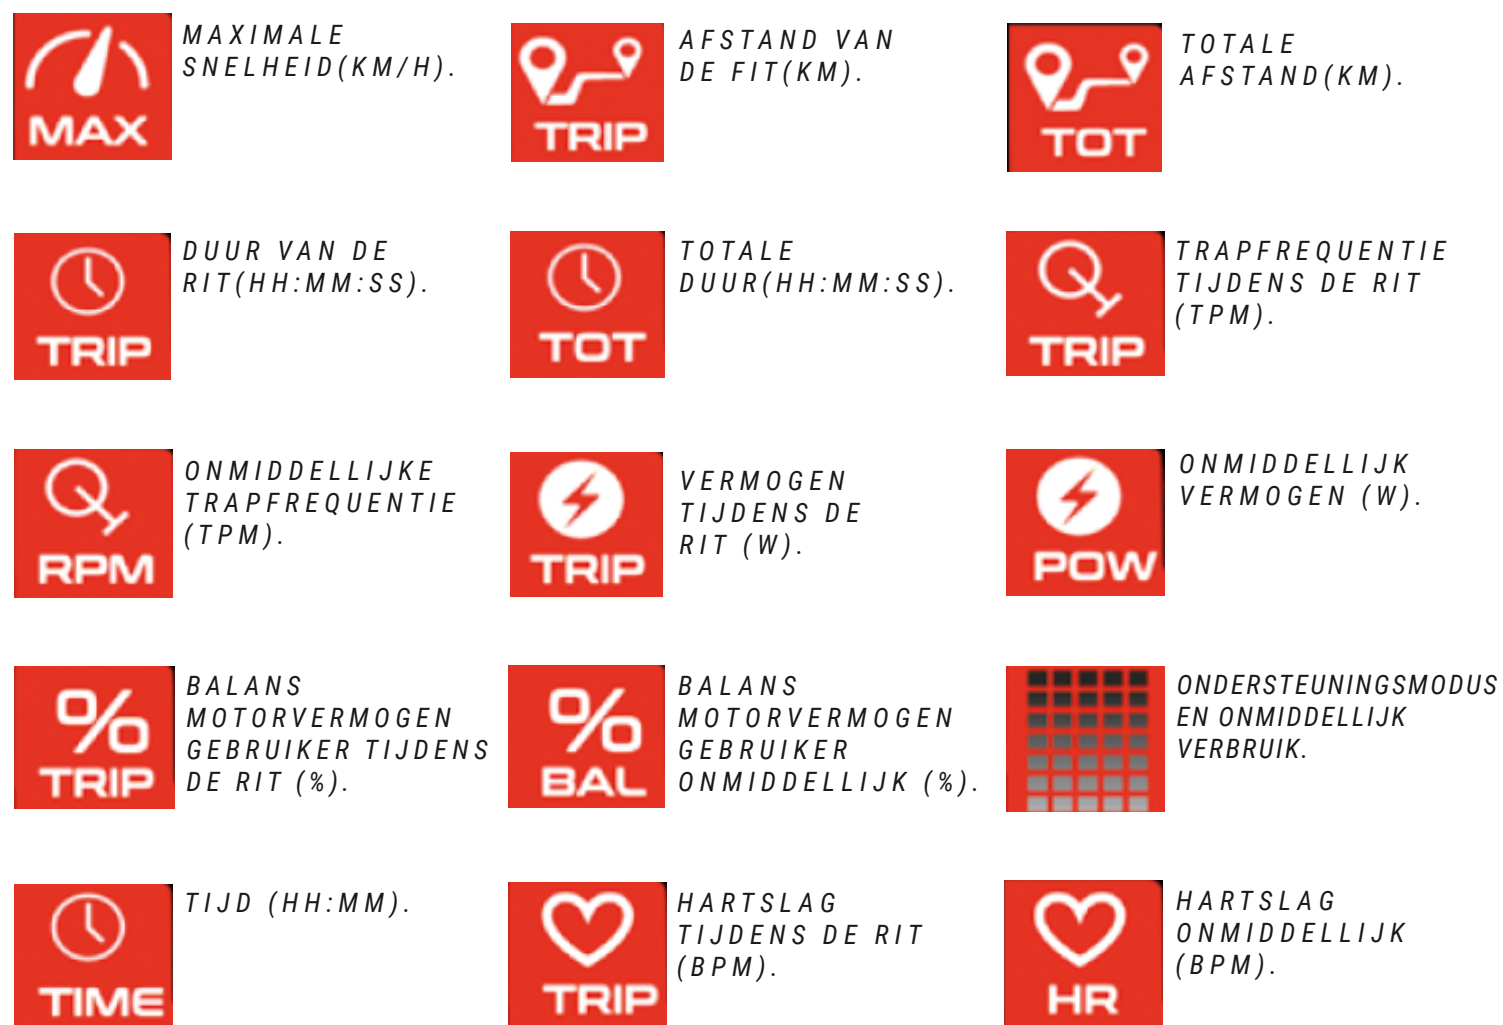 MAX
MAXIMALE
SNELHEID(KM/H).
TRIP
AFSTAND VAN
DE FIT(KM).
TOT
TOTALE
AFSTAND(KM).
TRIP
DUUR VAN DE
RIT(HH:MM:SS).
TOT
TOTALE
DUUR(HH:MM:SS).
TRIP
TRAPFREQUENTIE
TIJDENS DE RIT
(TPM).
RPM
ONMIDDELLIJKE
TRAPFREQUENTIE
(TPM).
TRIP
VERMOGEN
TIJDENS DE
RIT (W).
POW
ONMIDDELLIJK
VERMOGEN (W).
%
TRIP
BALANS
MOTORVERMOGEN
GEBRUIKER TIJDENS
DE RIT (%).
%
BAL
BALANS
MOTORVERMOGEN
GEBRUIKER
ONMIDDELLIJK (%).
ONDERSTEUNINGSMODUS
EN ONMIDDELLIJK
VERBRUIK.
TIME
TIJD (HH:MM).
TRIP
HARTSLAG
TIJDENS DE RIT
(BPM).
HR
HARTSLAG
ONMIDDELLIJK
(BPM).